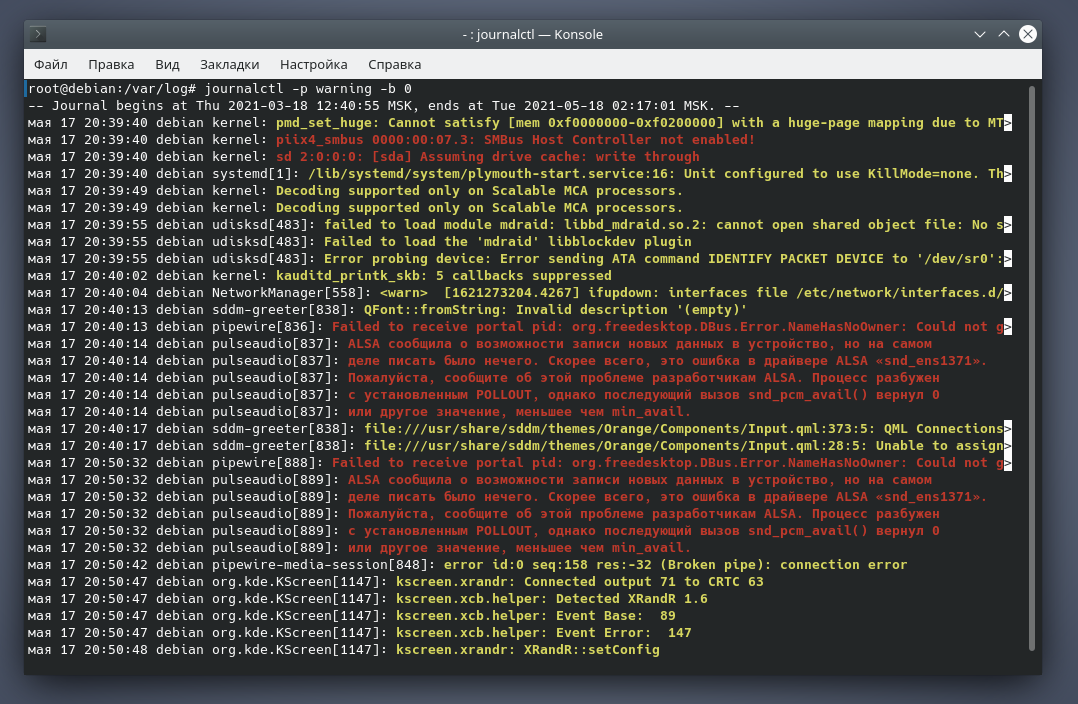 - : journalctl — Konsole
Файл Правка Вид Закладки Настройка Справка
root@debian:/var/log# journalctl -p warning -b 0
-- Journal begins at Thu 2021-03-18 12:40:55 MSK, ends at Tue 2021-05-18 02:17:01 MSK. --
мая 17 20:39:40 debian kernel: pmd_set_huge: Cannot satisfy [mem 0xf0000000-0xf0200000] with a huge-page mapping due to MT>
мая 17 20:39:40 debian kernel: piix4_smbus 0000:00:07.3: SMBus Host Controller not enabled!
мая 17 20:39:40 debian kernel: sd 2:0:0:0: [sda] Assuming drive cache: write through
мая 17 20:39:40 debian systemd[1]: /lib/systemd/system/plymouth-start.service:16: Unit configured to use KillMode=none. Th>
мая 17 20:39:49 debian kernel: Decoding supported only on Scalable MCA processors.
мая 17 20:39:49 debian kernel: Decoding supported only on Scalable MCA processors.
мая 17 20:39:55 debian udisksd[483]: failed to load module mdraid: libbd_mdraid.so.2: cannot open shared object file: No s>
мая 17 20:39:55 debian udisksd[483]: Failed to load the 'mdraid' libblockdev plugin
мая 17 20:39:55 debian udisksd[483]: Error probing device: Error sending ATA command IDENTIFY PACKET DEVICE to '/dev/sr0':>
мая 17 20:40:02 debian kernel: kauditd_printk_skb: 5 callbacks suppressed
мая 17 20:40:04 debian NetworkManager[558]: <warn>  [1621273204.4267] ifupdown: interfaces file /etc/network/interfaces.d/>
мая 17 20:40:13 debian sddm-greeter[838]: QFont::fromString: Invalid description '(empty)'
мая 17 20:40:13 debian pipewire[836]: Failed to receive portal pid: org.freedesktop.DBus.Error.NameHasNoOwner: Could not g>
мая 17 20:40:14 debian pulseaudio[837]: ALSA сообщила о возможности записи новых данных в устройство, но на самом
мая 17 20:40:14 debian pulseaudio[837]: деле писать было нечего. Скорее всего, это ошибка в драйвере ALSA «snd_ens1371».
мая 17 20:40:14 debian pulseaudio[837]: Пожалуйста, сообщите об этой проблеме разработчикам ALSA. Процесс разбужен
мая 17 20:40:14 debian pulseaudio[837]: с установленным POLLOUT, однако последующий вызов snd_pcm_avail() вернул 0
мая 17 20:40:14 debian pulseaudio[837]: или другое значение, меньшее чем min_avail.
мая 17 20:40:17 debian sddm-greeter[838]: file:///usr/share/sddm/themes/Orange/Components/Input.qml:373:5: QML Connections>
мая 17 20:40:17 debian sddm-greeter[838]: file:///usr/share/sddm/themes/Orange/Components/Input.qml:28:5: Unable to assign>
мая 17 20:50:32 debian pipewire[888]: Failed to receive portal pid: org.freedesktop.DBus.Error.NameHasNoOwner: Could not g>
мая 17 20:50:32 debian pulseaudio[889]: ALSA сообщила о возможности записи новых данных в устройство, но на самом
мая 17 20:50:32 debian pulseaudio[889]: деле писать было нечего. Скорее всего, это ошибка в драйвере ALSA «snd_ens1371».
мая 17 20:50:32 debian pulseaudio[889]: Пожалуйста, сообщите об этой проблеме разработчикам ALSA. Процесс разбужен
мая 17 20:50:32 debian pulseaudio[889]: с установленным POLLOUT, однако последующий вызов snd_pcm_avail() вернул 0
мая 17 20:50:32 debian pulseaudio[889]: или другое значение, меньшее чем min_avail.
мая 17 20:50:42 debian pipewire-media-session[848]: error id:0 seq:158 res:-32 (Broken pipe): connection error
мая 17 20:50:47 debian org.kde.KScreen[1147]: kscreen.xrandr: Connected output 71 to CRTC 63
мая 17 20:50:47 debian org.kde.KScreen[1147]: kscreen.xcb.helper: Detected XRandR 1.6
мая 17 20:50:47 debian org.kde.KScreen[1147]: kscreen.xcb.helper: Event Base:  89
мая 17 20:50:47 debian org.kde.KScreen[1147]: kscreen.xcb.helper: Event Error:  147
мая 17 20:50:48 debian org.kde.KScreen[1147]: kscreen.xrandr: XRandR::setConfig